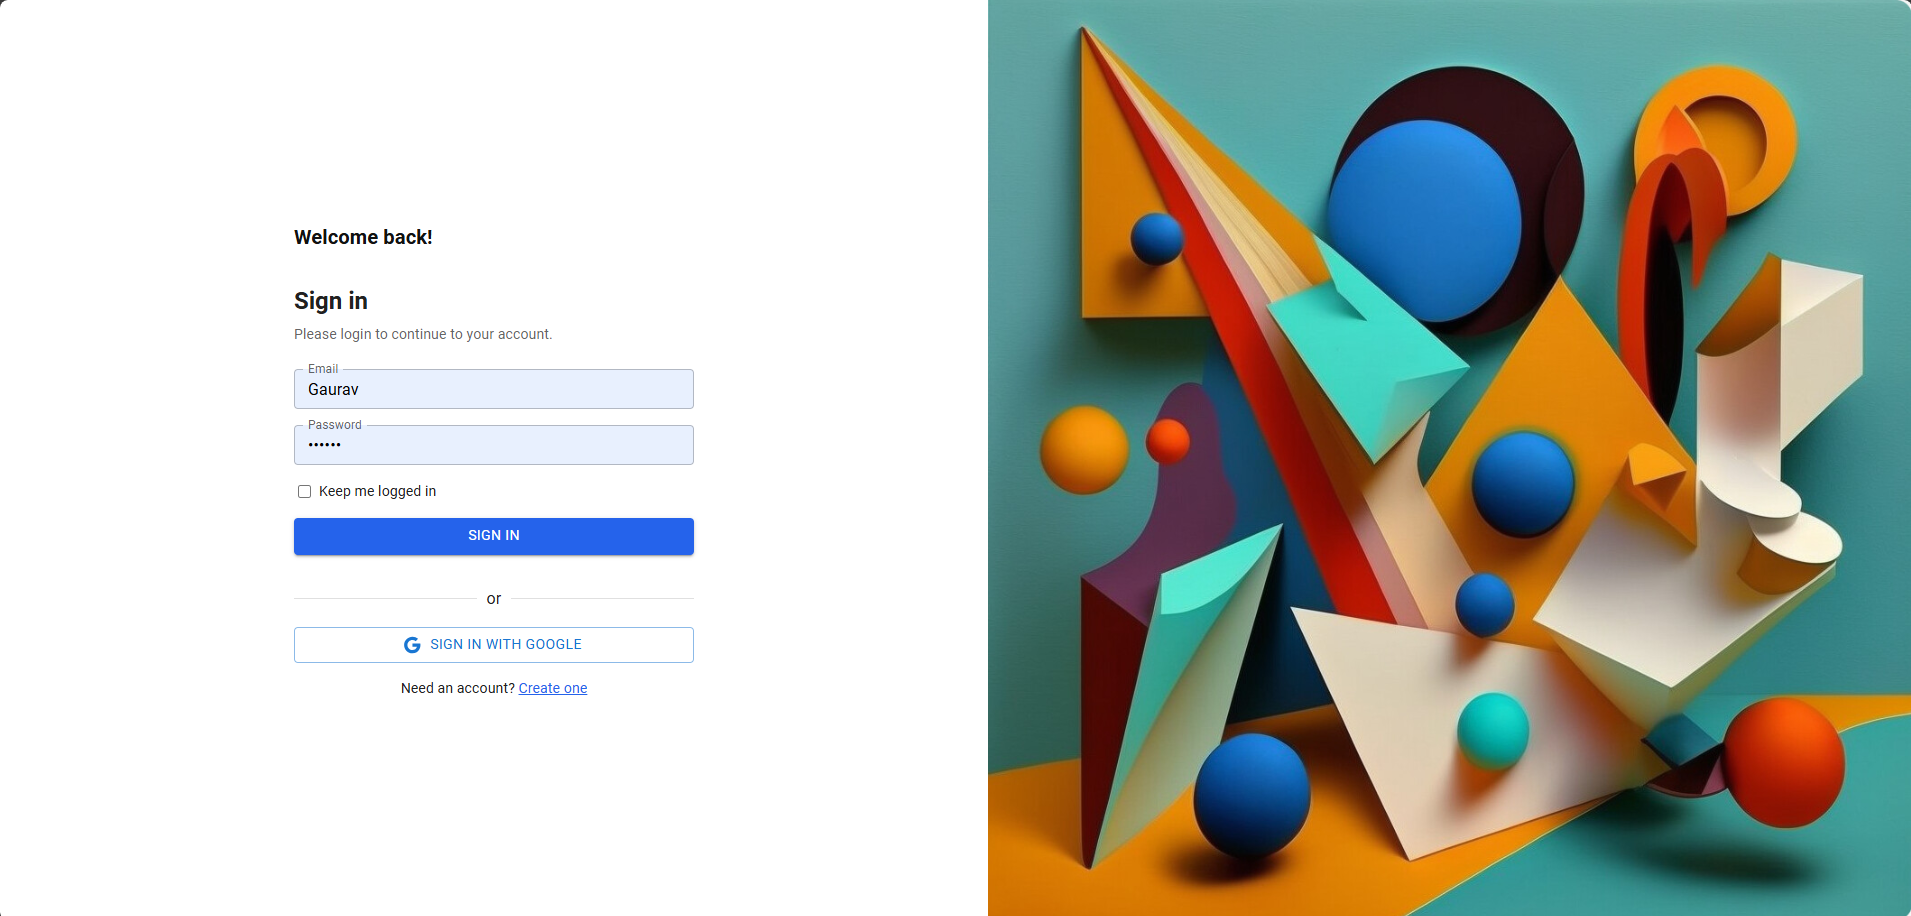 Welcome back!
Sign in
Please login to continue to your account.
Email
Gaurav
Password
••••••
Keep me logged in
SIGN IN
or
SIGN IN WITH GOOGLE
Need an account? Create one